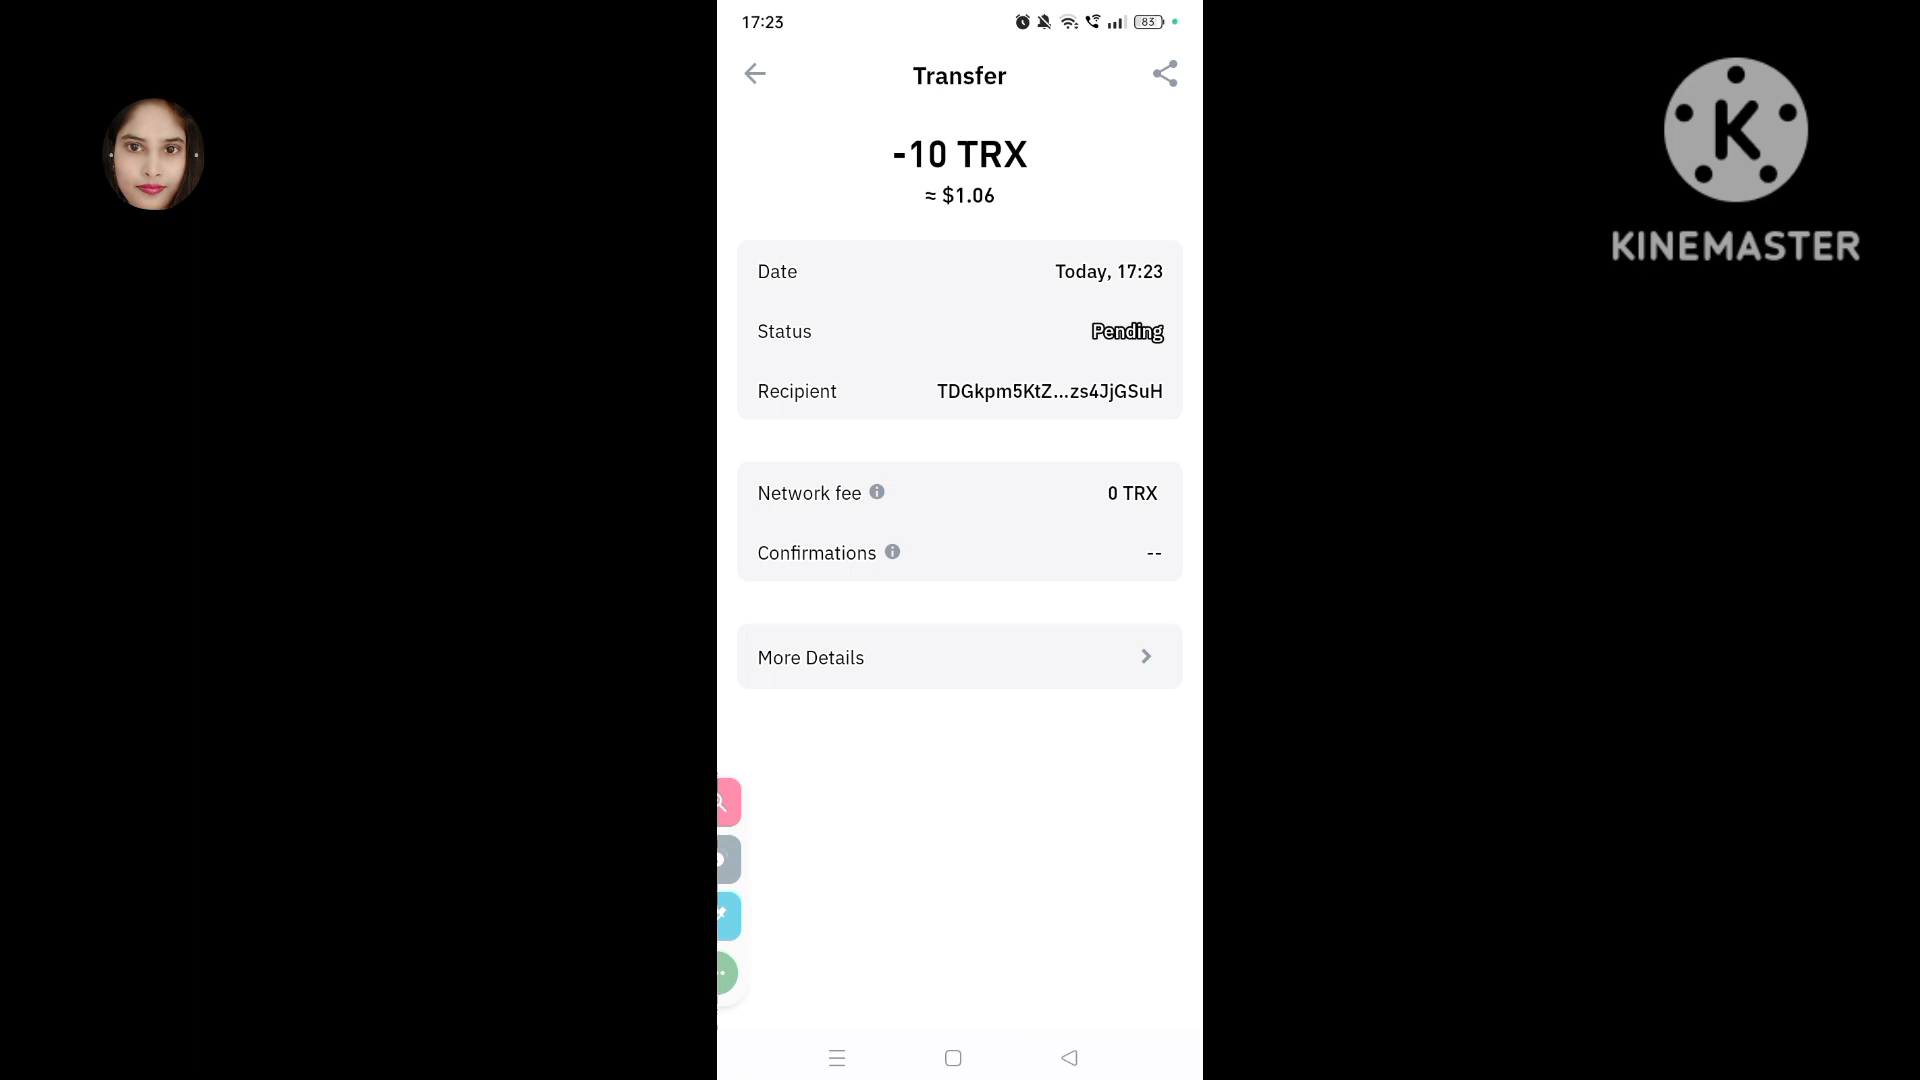 17:23
83
Transfer
-10 TRX
≈ $1.06
Date
Today, 17:23
Status
Pending
Recipient
TDGkpm5KtZ...zs4JjGSuH
Network fee
0 TRX
Confirmations
--
More Details
K
KINEMASTER